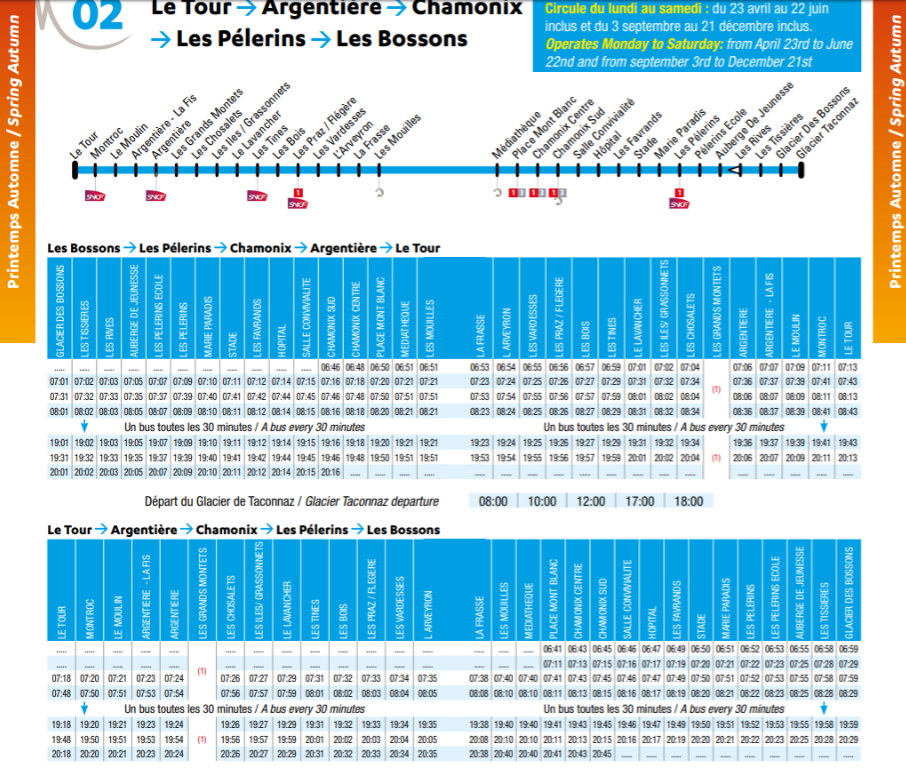 02
Le Tour → Argentière → Chamonix
→ Les Pélerins → Les Bossons
Circule du lundi au samedi : du 23 avril au 22 juin
inclus et du 3 septembre au 21 décembre inclus.
Operates Monday to Saturday: from April 23rd to June
22nd and from september 3rd to December 21st
Printemps Automne / Spring Autumn
Printemps Automne / Spring Autumn
Le Tour
Montroc
Le Moulin
Argentière - La Fis
Argentière
Les Grands Montets
Les Chosalets
Les Iles / Grassonnets
Le Lavancher
Les Tines
Les Bois
Les Praz / Flégère
Les Vardesses
L'Arveyron
La Frasse
Les Mouilles
Médiathèque
Place Mont Blanc
Chamonix Centre
Chamonix Sud
Salle Convivialité
Hôpital
Les Favrands
Stade
Marie Paradis
Les Pélerins
Pélerins Ecole
Auberge De Jeunesse
Les Rives
Les Tissières
Glacier Des Bossons
Glacier Taconnaz
SNCF SNCF SNCF 1 SNCF 1 3 1 3 1 3 1 SNCF
Les Bossons → Les Pélerins → Chamonix → Argentière → Le Tour
GLACIER DES BOSSONS
LES TISSIERES
LES RIVES
AUBERGE DE JEUNESSE
LES PELERINS ECOLE
LES PELERINS
MARIE PARADIS
STADE
LES FAVRANDS
HOPITAL
SALLE CONVIVIALITE
CHAMONIX SUD
CHAMONIX CENTRE
PLACE MONT BLANC
MEDIATHEQUE
LES MOUILLES
LA FRASSE
L ARVEYRON
LES VARDESSES
LES PRAZ / FLEGERE
LES BOIS
LES TINES
LE LAVANCHER
LES ILES/ GRASSONNETS
LES CHOSALETS
LES GRANDS MONTETS
ARGENTIERE
ARGENTIERE - LA FIS
LE MOULIN
MONTROC
LE TOUR
..... ..... ..... ..... ..... ..... ..... ..... ..... ..... ..... 06:46 06:48 06:50 06:51 06:51 06:53 06:54 06:55 06:56 06:57 06:59 07:01 07:02 07:04 07:06 07:07 07:09 07:11 07:13
07:01 07:02 07:03 07:05 07:07 07:09 07:10 07:11 07:12 07:14 07:15 07:16 07:18 07:20 07:21 07:21 07:23 07:24 07:25 07:26 07:27 07:29 07:31 07:32 07:34 (1) 07:36 07:37 07:39 07:41 07:43
07:31 07:32 07:33 07:35 07:37 07:39 07:40 07:41 07:42 07:44 07:45 07:46 07:48 07:50 07:51 07:51 07:53 07:54 07:55 07:56 07:57 07:59 08:01 08:02 08:04 08:06 08:07 08:09 08:11 08:13
08:01 08:02 08:03 08:05 08:07 08:09 08:10 08:11 08:12 08:14 08:15 08:16 08:18 08:20 08:21 08:21 08:23 08:24 08:25 08:26 08:27 08:29 08:31 08:32 08:34 08:36 08:37 08:39 08:41 08:43
Un bus toutes les 30 minutes / A bus every 30 minutes Un bus toutes les 30 minutes / A bus every 30 minutes
19:01 19:02 19:03 19:05 19:07 19:09 19:10 19:11 19:12 19:14 19:15 19:16 19:18 19:20 19:21 19:21 19:23 19:24 19:25 19:26 19:27 19:29 19:31 19:32 19:34 19:36 19:37 19:39 19:41 19:43
19:31 19:32 19:33 19:35 19:37 19:39 19:40 19:41 19:42 19:44 19:45 19:46 19:48 19:50 19:51 19:51 19:53 19:54 19:55 19:56 19:57 19:59 20:01 20:02 20:04 (1) 20:06 20:07 20:09 20:11 20:13
20:01 20:02 20:03 20:05 20:07 20:09 20:10 20:11 20:12 20:14 20:15 20:16 ..... ..... ..... ..... ..... ..... ..... ..... ..... ..... ..... ..... ..... ..... ..... ..... ..... .....
Départ du Glacier de Taconnaz / Glacier Taconnaz departure 08:00 10:00 12:00 17:00 18:00
Le Tour → Argentière → Chamonix → Les Pélerins → Les Bossons
LE TOUR
MONTROC
LE MOULIN
ARGENTIERE - LA FIS
ARGENTIERE
LES GRANDS MONTETS
LES CHOSALETS
LES ILES/ GRASSONNETS
LE LAVANCHER
LES TINES
LES BOIS
LES PRAZ / FLEGERE
LES VARDESSES
L ARVEYRON
LA FRASSE
LES MOUILLES
MEDIATHEQUE
PLACE MONT BLANC
CHAMONIX CENTRE
CHAMONIX SUD
SALLE CONVIVIALITE
HOPITAL
LES FAVRANDS
STADE
MARIE PARADIS
LES PELERINS
LES PELERINS ECOLE
AUBERGE DE JEUNESSE
LES TISSIERES
GLACIER DES BOSSONS
..... ..... ..... ..... ..... ..... ..... ..... ..... ..... ..... ..... ..... ..... ..... ..... 06:41 06:43 06:45 06:46 06:47 06:49 06:50 06:51 06:52 06:53 06:55 06:58 06:59
..... ..... ..... ..... ..... (1) ..... ..... ..... ..... ..... ..... ..... ..... ..... ..... ..... 07:11 07:13 07:15 07:16 07:17 07:19 07:20 07:21 07:22 07:23 07:25 07:28 07:29
07:18 07:20 07:21 07:23 07:24 07:26 07:27 07:29 07:31 07:32 07:33 07:34 07:35 07:38 07:40 07:40 07:41 07:43 07:45 07:46 07:47 07:49 07:50 07:51 07:52 07:53 07:55 07:58 07:59
07:48 07:50 07:51 07:53 07:54 07:56 07:57 07:59 08:01 08:02 08:03 08:04 08:05 08:08 08:10 08:10 08:11 08:13 08:15 08:16 08:17 08:19 08:20 08:21 08:22 08:23 08:25 08:28 08:29
Un bus toutes les 30 minutes / A bus every 30 minutes Un bus toutes les 30 minutes / A bus every 30 minutes
19:18 19:20 19:21 19:23 19:24 19:26 19:27 19:29 19:31 19:32 19:33 19:34 19:35 19:38 19:40 19:40 19:41 19:43 19:45 19:46 19:47 19:49 19:50 19:51 19:52 19:53 19:55 19:58 19:59
19:48 19:50 19:51 19:53 19:54 (1) 19:56 19:57 19:59 20:01 20:02 20:03 20:04 20:05 20:08 20:10 20:10 20:11 20:13 20:15 20:16 20:17 20:19 20:20 20:21 20:22 20:23 20:25 20:28 20:29
20:18 20:20 20:21 20:23 20:24 20:26 20:27 20:29 20:31 20:32 20:33 20:34 20:35 20:38 20:40 20:40 20:41 20:43 20:45 ..... ..... ..... ..... ..... ..... ..... ..... ..... .....